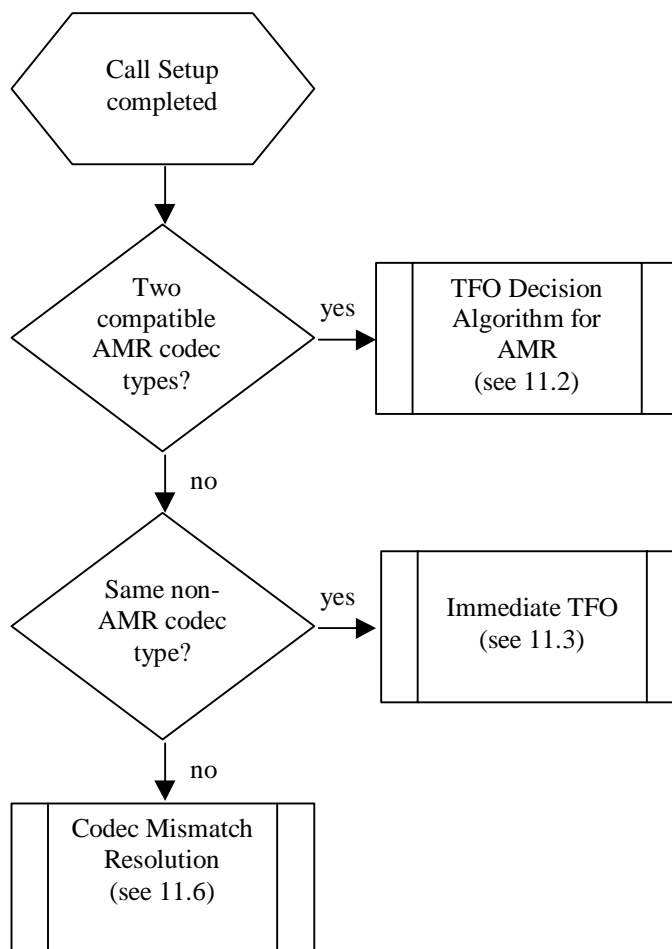 Call Setup
completed
Two
compatible
AMR codec
types?
yes
TFO Decision
Algorithm for
AMR
(see 11.2)
no
Same non-
AMR codec
type?
yes
Immediate TFO
(see 11.3)
no
Codec Mismatch
Resolution
(see 11.6)